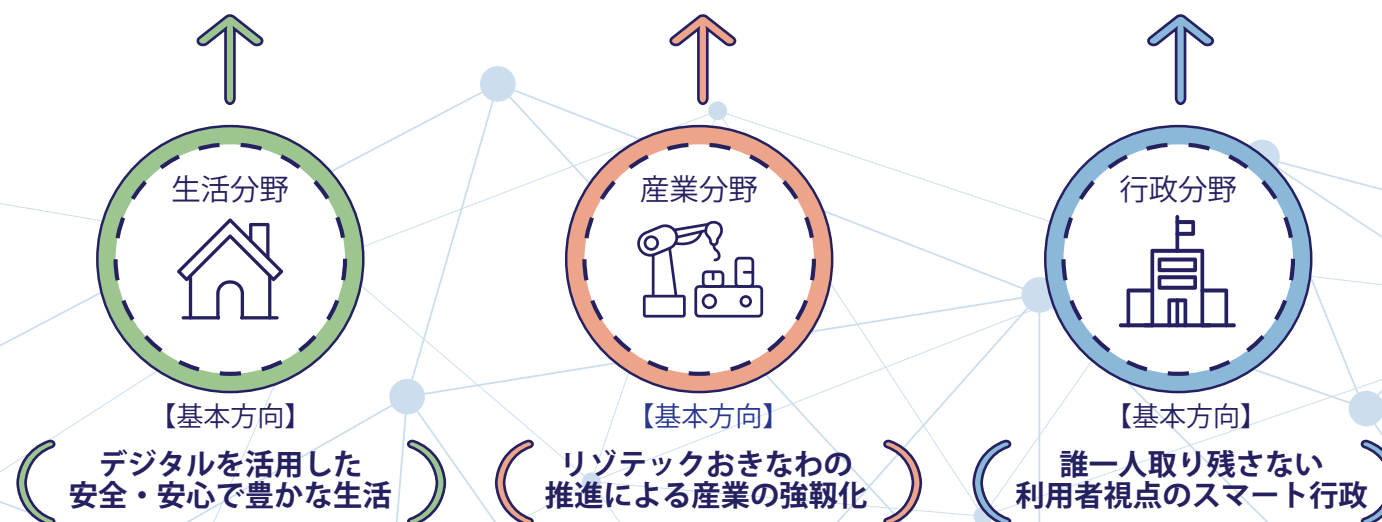 生活分野
【基本方向】
デジタルを活用した
安全・安心で豊かな生活
産業分野
【基本方向】
リゾテックおきなわの
推進による産業の強靱化
行政分野
【基本方向】
誰一人取り残さない
利用者視点のスマート行政